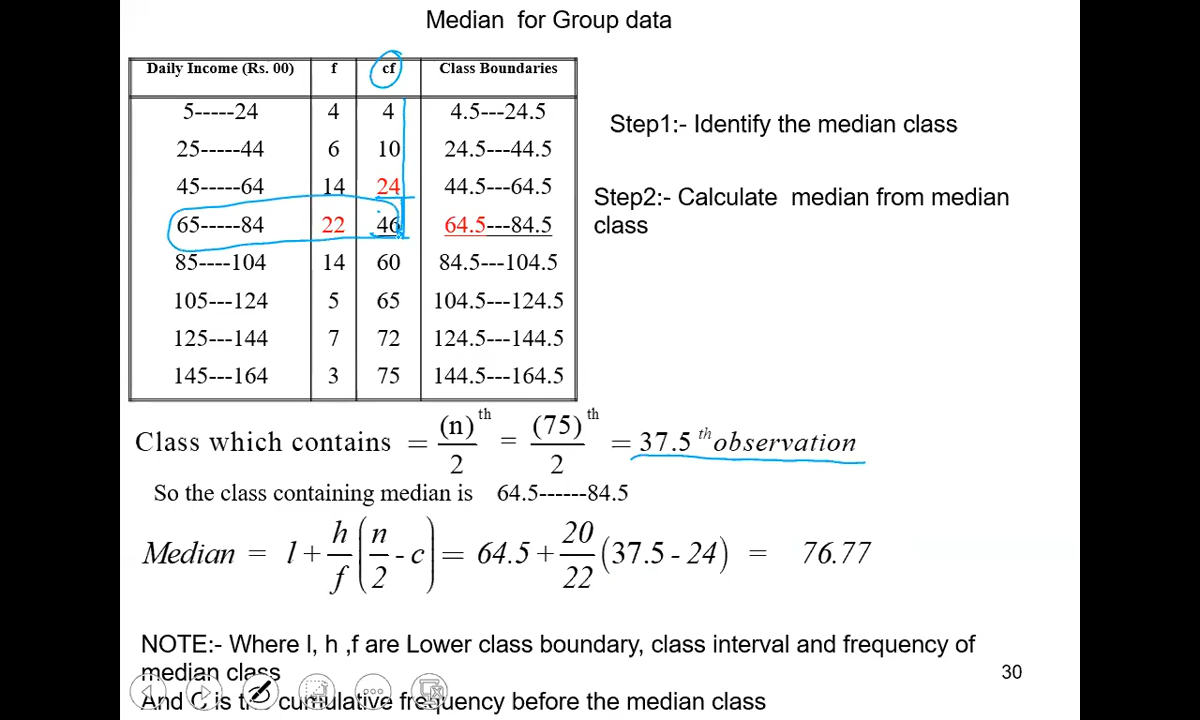 Median for Group data
Daily Income (Rs. 00) f cf Class Boundaries
5-----24 4 4 4.5---24.5
25-----44 6 10 24.5---44.5
45-----64 14 24 44.5---64.5
65-----84 22 46 64.5---84.5
85----104 14 60 84.5---104.5
105---124 5 65 104.5---124.5
125---144 7 72 124.5---144.5
145---164 3 75 144.5---164.5
Step1:- Identify the median class
Step2:- Calculate median from median
class
Class which contains = (n)/2 th = (75)/2 th = 37.5 th observation
So the class containing median is 64.5------84.5
Median = l + h/f (n/2 - c) = 64.5 + 20/22 (37.5 - 24) = 76.77
NOTE:- Where l, h ,f are Lower class boundary, class interval and frequency of
median class
And C is the cumulative frequency before the median class
30